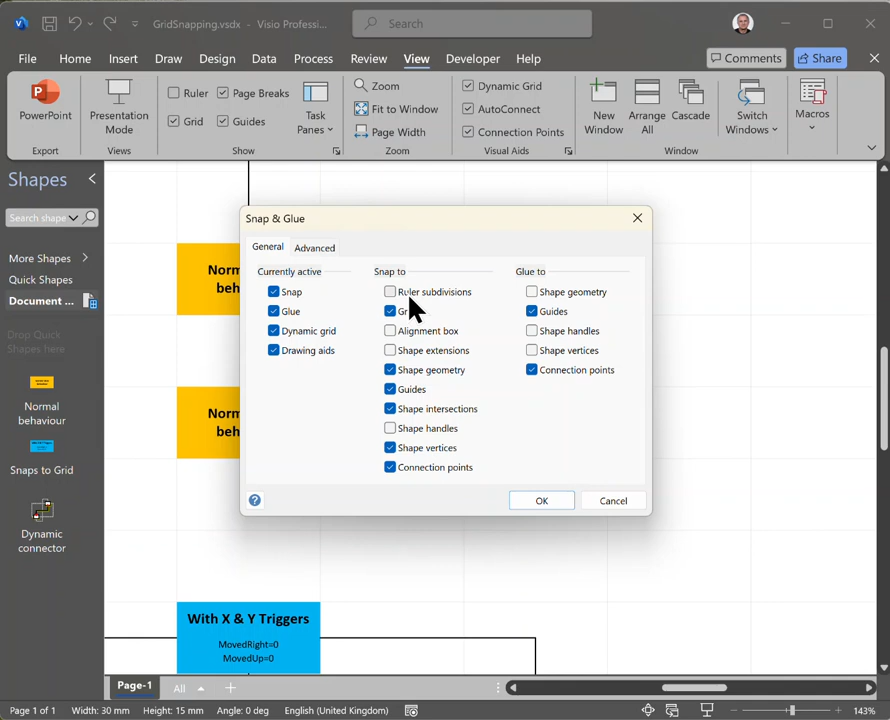 GridSnapping.vsdx - Visio Professi...
Search
File Home Insert Draw Design Data Process Review View Developer Help
Comments
Share
PowerPoint
Export
Presentation
Mode
Views
Ruler
Page Breaks
Grid
Guides
Task
Panes
Show
Zoom
Fit to Window
Page Width
Zoom
Dynamic Grid
AutoConnect
Connection Points
Visual Aids
New
Window
Arrange
All
Cascade
Switch
Windows
Window
Macros
Shapes
Search shape
More Shapes
Quick Shapes
Document ...
Drop Quick
Shapes here
Normal
behaviour
Snaps to Grid
Dynamic
connector
Norm
beh
Norm
beh
Snap & Glue
General Advanced
Currently active
Snap
Glue
Dynamic grid
Drawing aids
Snap to
Ruler subdivisions
Alignment box
Shape extensions
Shape geometry
Guides
Shape intersections
Shape handles
Shape vertices
Connection points
Glue to
Shape geometry
Guides
Shape handles
Shape vertices
Connection points
OK
Cancel
With X & Y Triggers
MovedRight=0
MovedUp=0
Page-1 All
Page 1 of 1 Width: 30 mm Height: 15 mm Angle: 0 deg English (United Kingdom) 143%